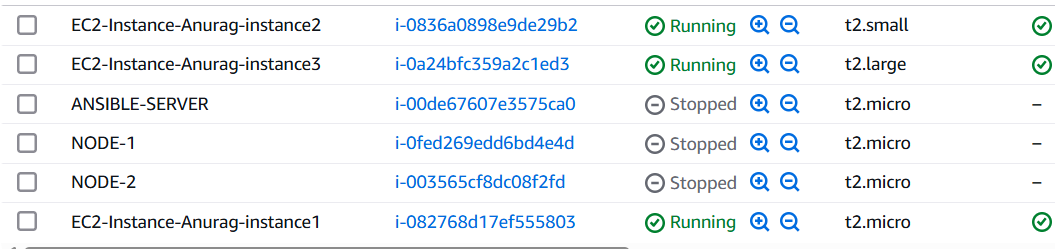 EC2-Instance-Anurag-instance2 i-0836a0898e9de29b2 Running t2.small
EC2-Instance-Anurag-instance3 i-0a24bfc359a2c1ed3 Running t2.large
ANSIBLE-SERVER i-00de67607e3575ca0 Stopped t2.micro –
NODE-1 i-0fed269edd6bd4e4d Stopped t2.micro –
NODE-2 i-003565cf8dc08f2fd Stopped t2.micro –
EC2-Instance-Anurag-instance1 i-082768d17ef555803 Running t2.micro